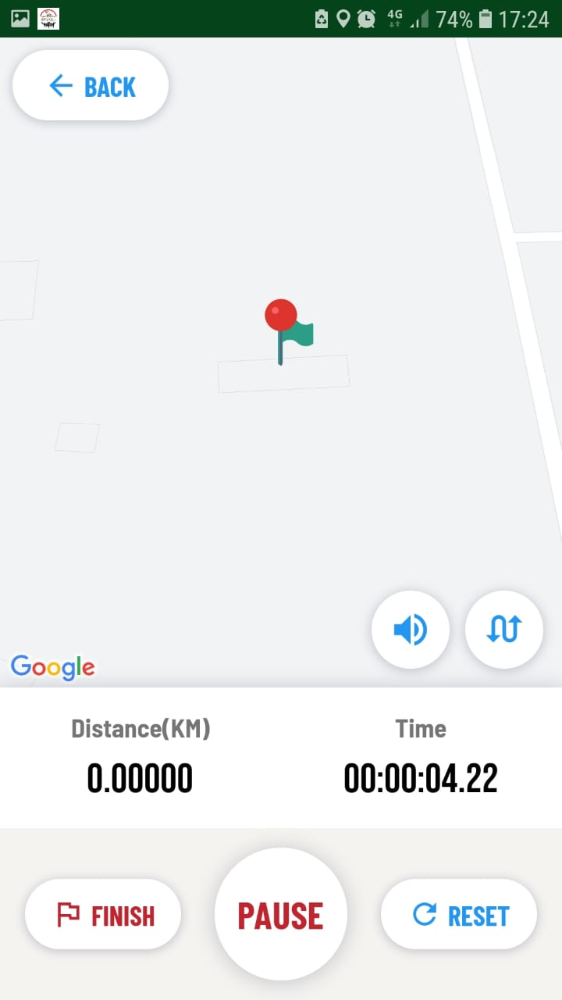 4G 74% 17:24
BACK
Google
Distance(KM) Time
0.00000 00:00:04.22
FINISH PAUSE RESET